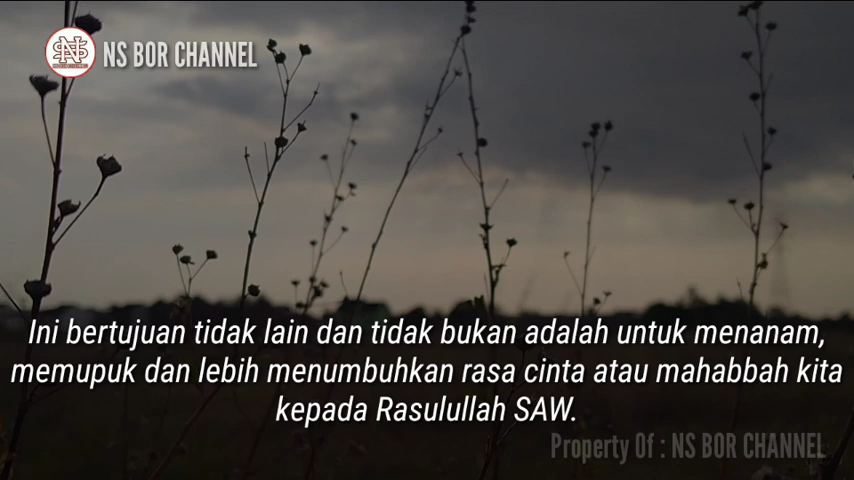 NS BOR CHANNEL
Ini bertujuan tidak lain dan tidak bukan adalah untuk menanam,
memupuk dan lebih menumbuhkan rasa cinta atau mahabbah kita
kepada Rasulullah SAW.
Property Of : NS BOR CHANNEL